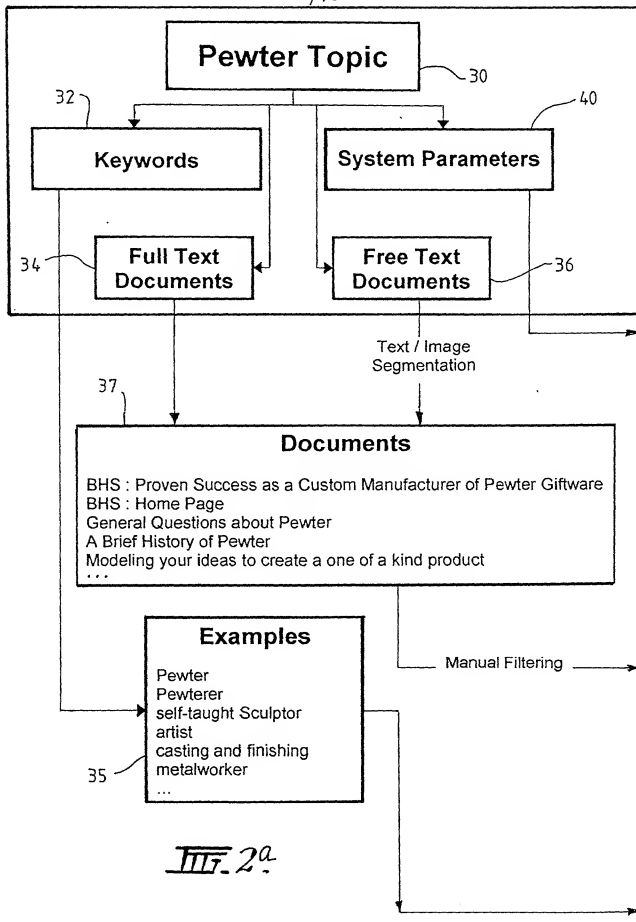 Pewter Topic
30
32
40
Keywords
System Parameters
34
Full Text
Documents
Free Text
Documents
36
Text / Image
Segmentation
37
Documents
BHS : Proven Success as a Custom Manufacturer of Pewter Giftware
BHS : Home Page
General Questions about Pewter
A Brief History of Pewter
Modeling your ideas to create a one of a kind product
...
Examples
Pewter
Pewterer
self-taught Sculptor
artist
casting and finishing
metalworker
...
35
Manual Filtering
FIG. 2a